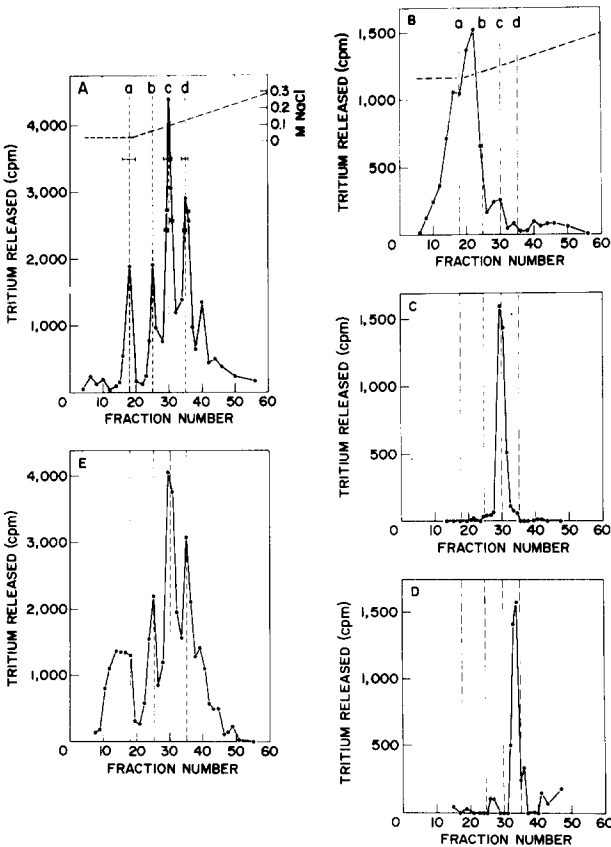 A
a b c d
0.3
0.2
0.1
0
M NaCl
4,000
3,000
2,000
1,000
TRITIUM RELEASED (cpm)
0 10 20 30 40 50 60
FRACTION NUMBER
B
a b c d
1,500
1,000
500
TRITIUM RELEASED (cpm)
0 10 20 30 40 50 60
FRACTION NUMBER
C
1,500
1,000
500
TRITIUM RELEASED (cpm)
0 10 20 30 40 50 60
FRACTION NUMBER
E
4,000
3,000
2,000
1,000
TRITIUM RELEASED (cpm)
0 10 20 30 40 50 60
FRACTION NUMBER
D
1,500
1,000
500
TRITIUM RELEASED (cpm)
0 10 20 30 40 50 60
FRACTION NUMBER